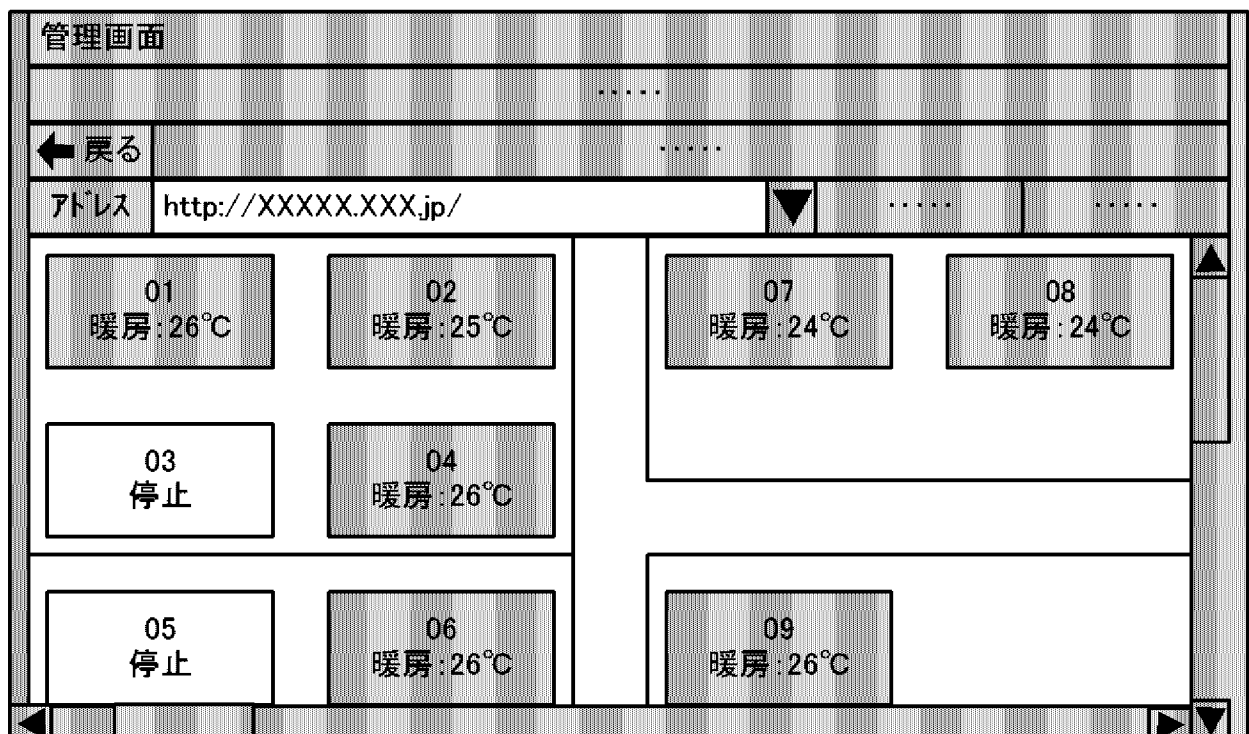 管理画面
・・・・・
戻る
・・・・・
アドレス
http://XXXXX.XXX.jp/
・・・・・
・・・・・
01
暖房:26℃
02
暖房:25℃
07
暖房:24℃
08
暖房:24℃
03
停止
04
暖房:26℃
05
停止
06
暖房:26℃
09
暖房:26℃